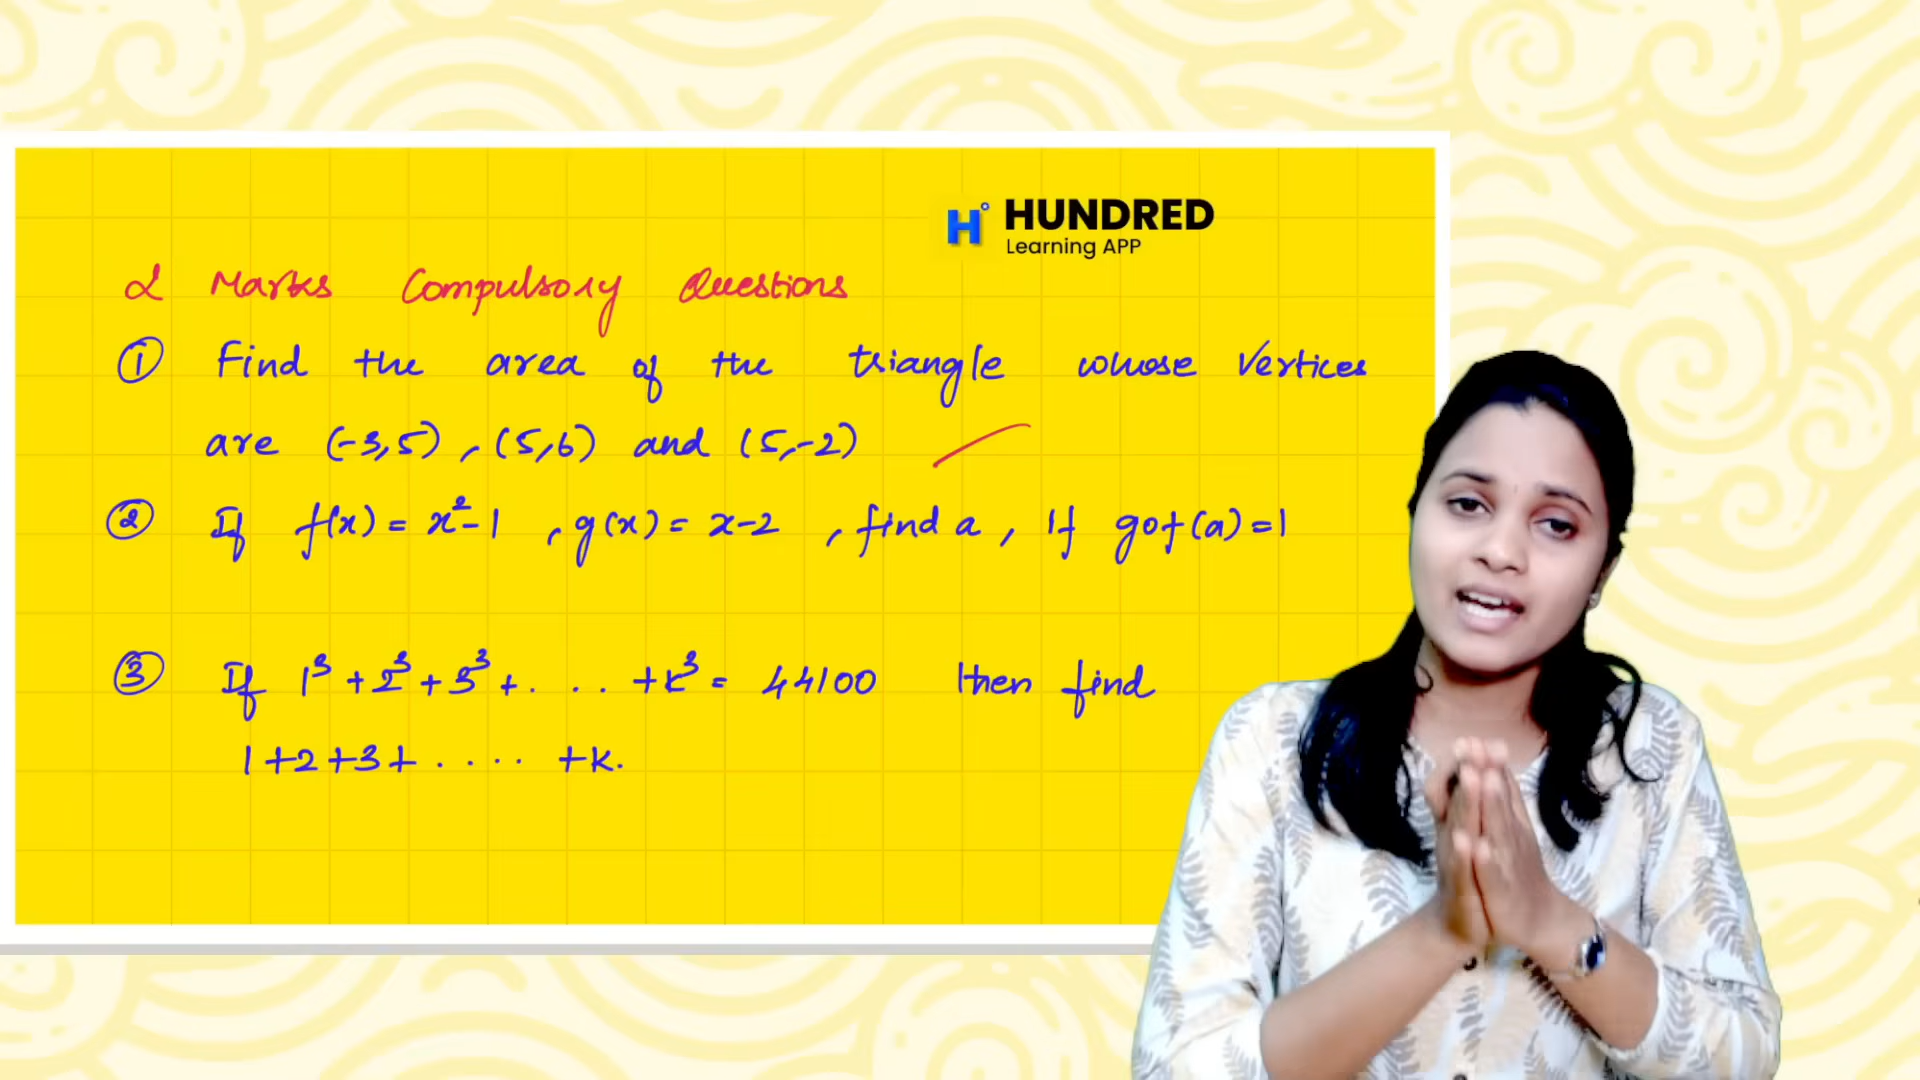 H° HUNDRED
Learning APP
2 Marks Compulsory Questions
① Find the area of the triangle whose vertices
are (-3,5), (5,6) and (5,-2)
② If f(x) = x²-1, g(x) = x-2, find a, if gof(a)=1
③ If 1³+2³+3³+. . . . +k³ = 44100 then find
1+2+3+ . . . . . +k.